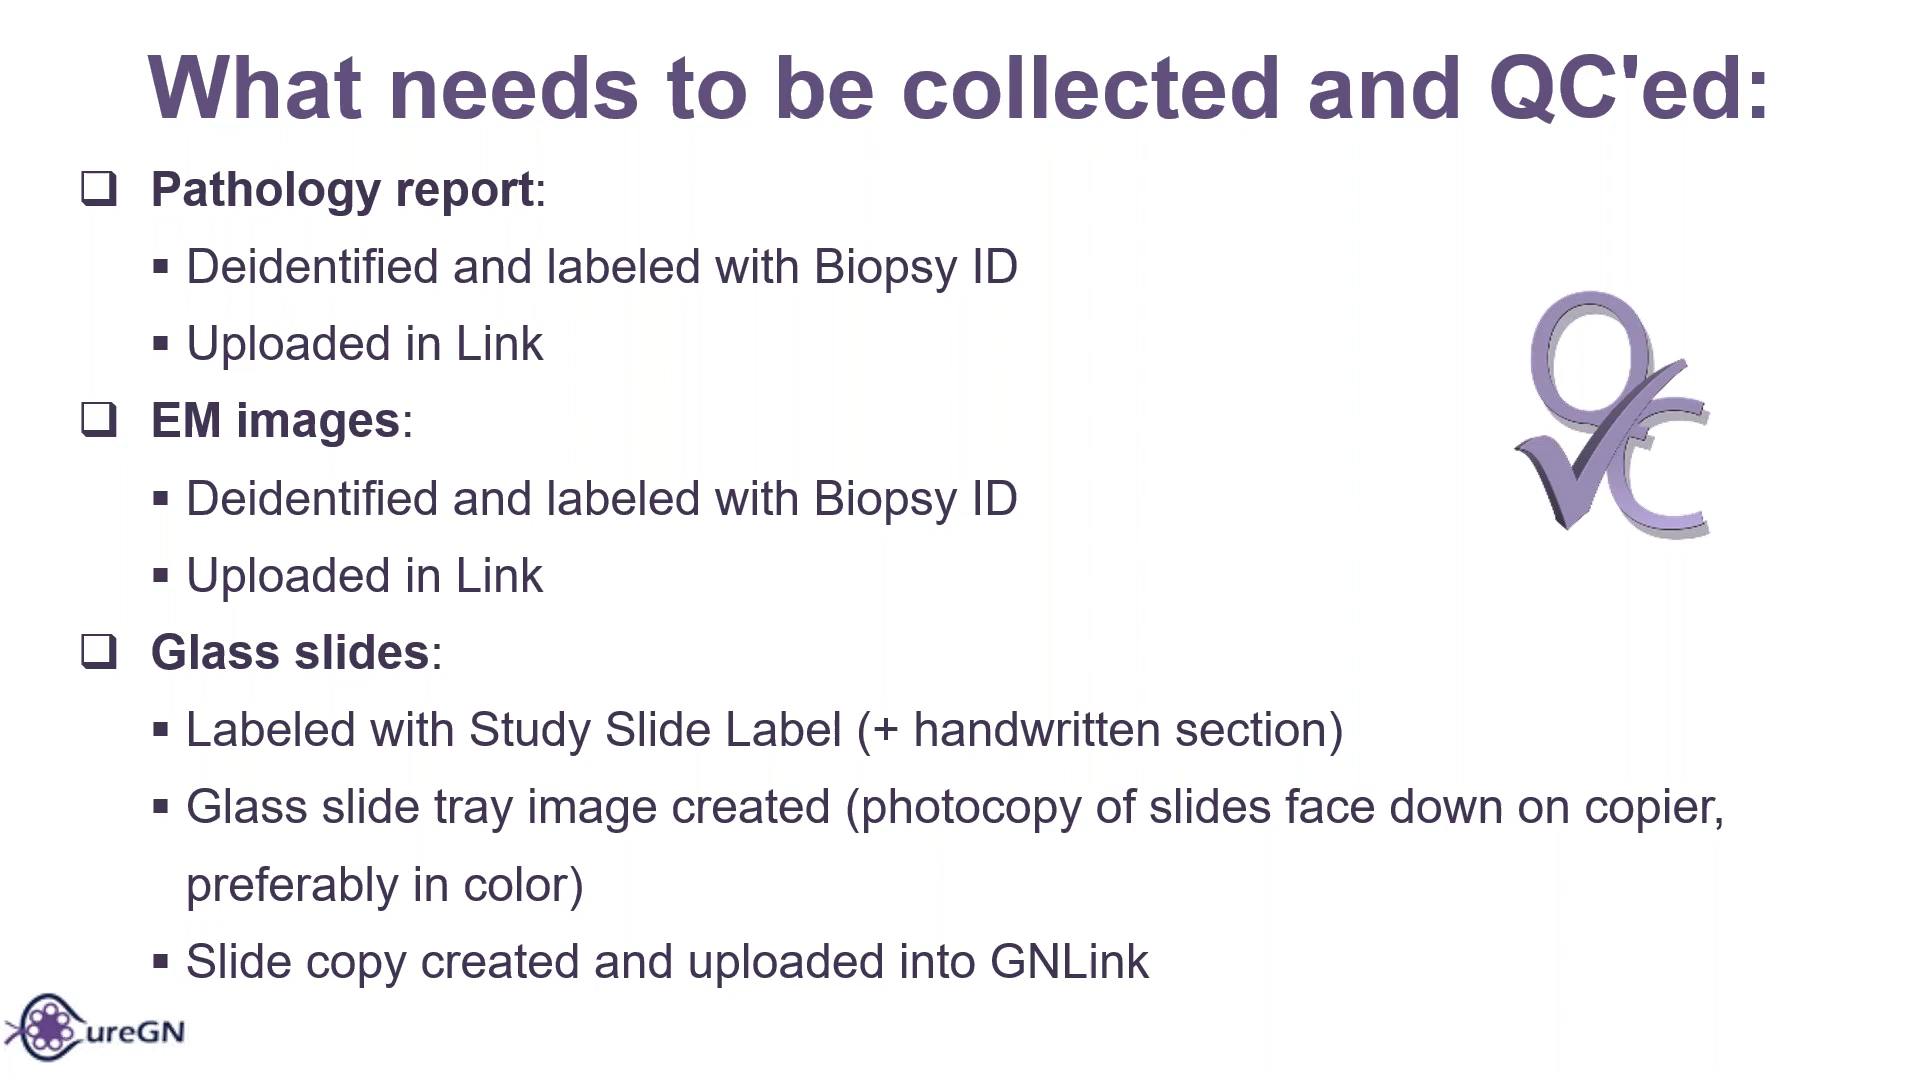 What needs to be collected and QC'ed:
❑ Pathology report:
▪ Deidentified and labeled with Biopsy ID
▪ Uploaded in Link
❑ EM images:
▪ Deidentified and labeled with Biopsy ID
▪ Uploaded in Link
❑ Glass slides:
▪ Labeled with Study Slide Label (+ handwritten section)
▪ Glass slide tray image created (photocopy of slides face down on copier,
preferably in color)
▪ Slide copy created and uploaded into GNLink
QC
CureGN